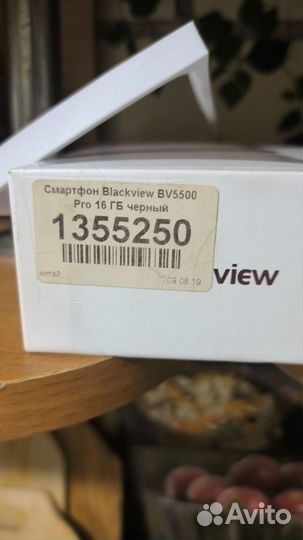 Смартфон Blackview BV5500
Pro 16 ГБ черный
1355250
09.08.19
view
Avito